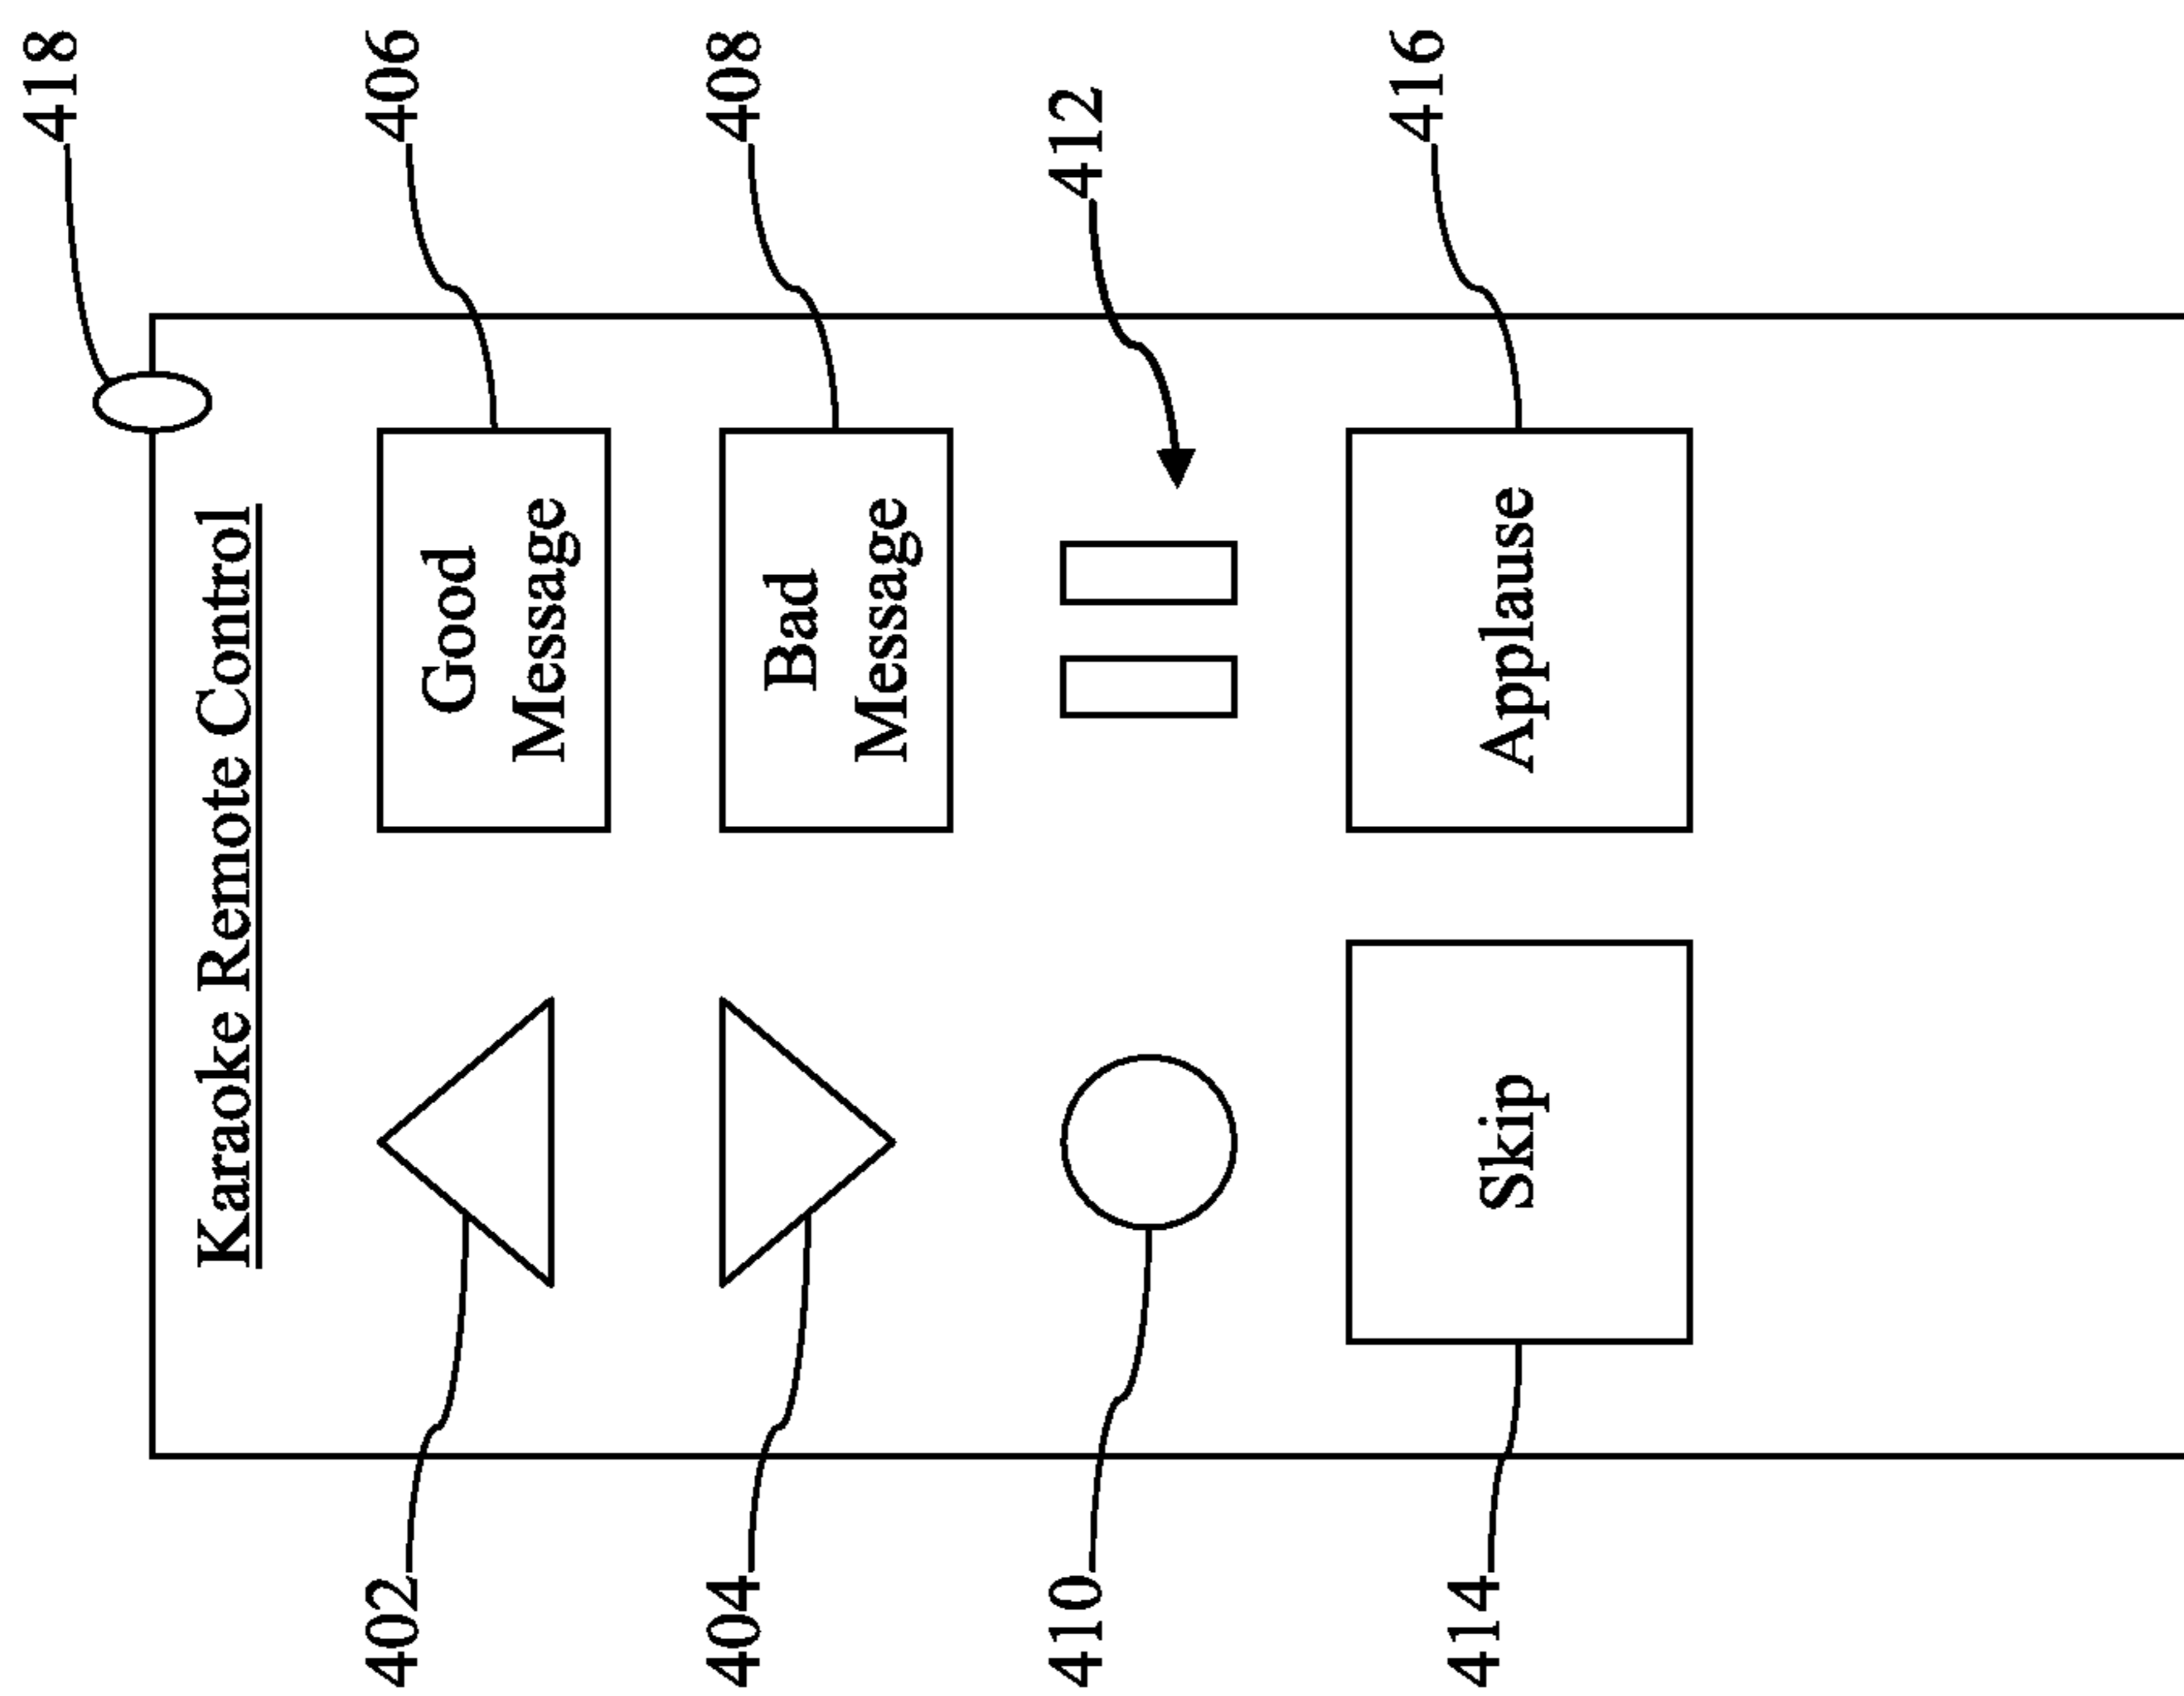 418
Karaoke Remote Control
402
Good
Message
406
404
Bad
Message
408
410
412
414
Skip
Applause
416